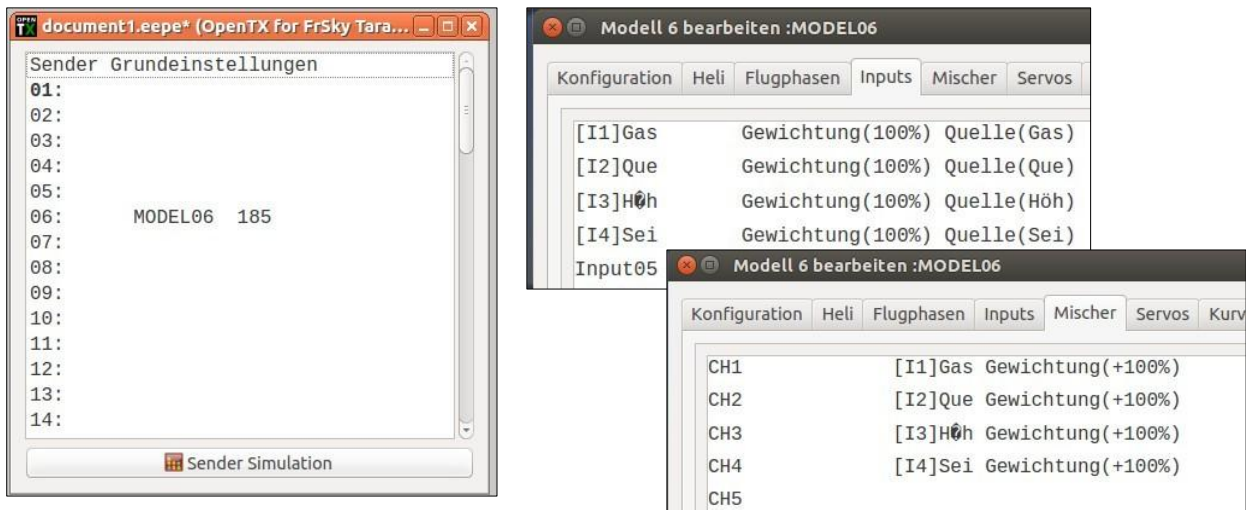 document1.eepe* (OpenTX for FrSky Tara...
Sender Grundeinstellungen
01:
02:
03:
04:
05:
06: MODEL06 185
07:
08:
09:
10:
11:
12:
13:
14:
Sender Simulation
Modell 6 bearbeiten :MODEL06
Konfiguration Heli Flugphasen Inputs Mischer Servos
[I1]Gas Gewichtung(100%) Quelle(Gas)
[I2]Que Gewichtung(100%) Quelle(Que)
[I3]H��h Gewichtung(100%) Quelle(Höh)
[I4]Sei Gewichtung(100%) Quelle(Sei)
Input05
Modell 6 bearbeiten :MODEL06
Konfiguration Heli Flugphasen Inputs Mischer Servos Kurv
CH1 [I1]Gas Gewichtung(+100%)
CH2 [I2]Que Gewichtung(+100%)
CH3 [I3]H��h Gewichtung(+100%)
CH4 [I4]Sei Gewichtung(+100%)
CH5